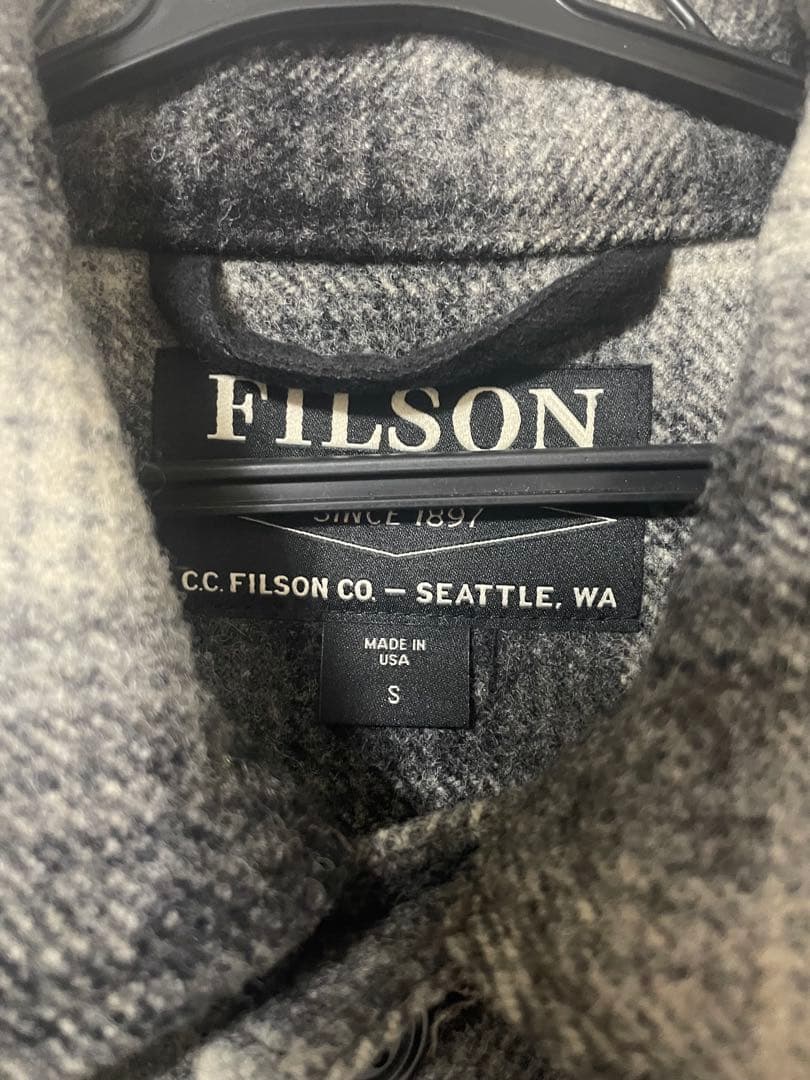 FILSON
SINCE 1897
C.C. FILSON CO. – SEATTLE, WA
MADE IN
USA
S